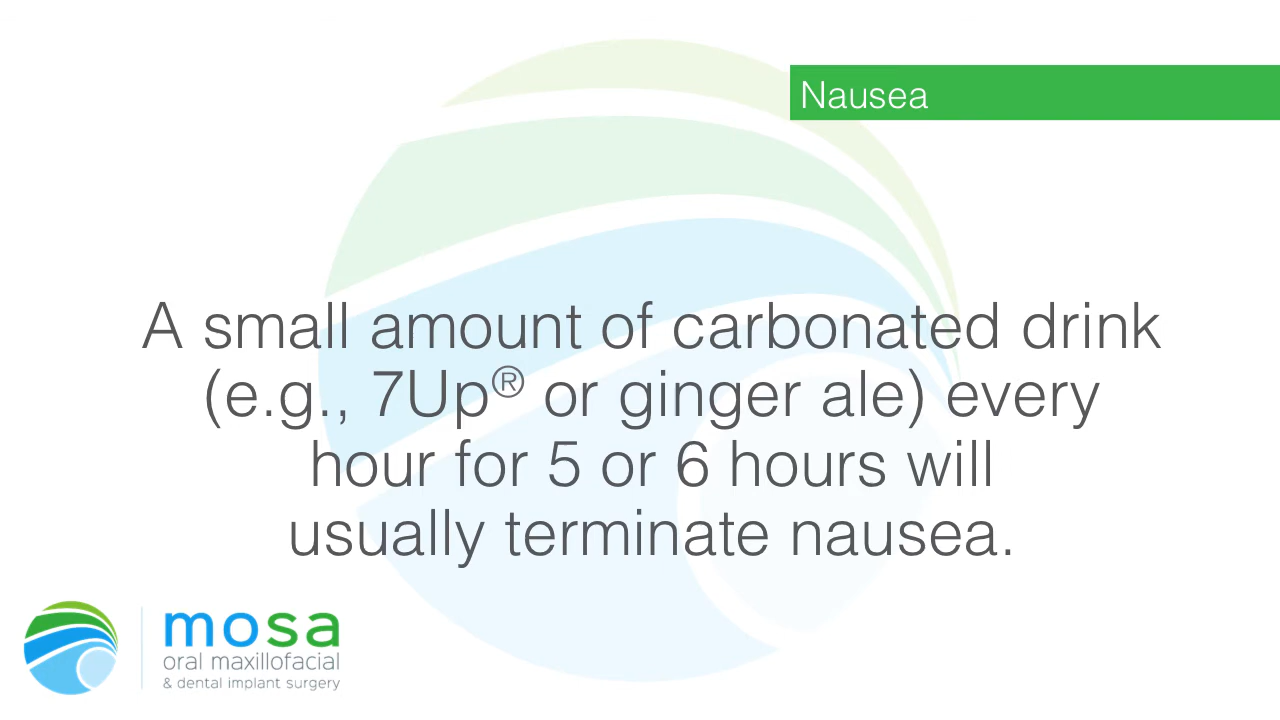 Nausea
A small amount of carbonated drink
(e.g., 7Up® or ginger ale) every
hour for 5 or 6 hours will
usually terminate nausea.
mosa
oral maxillofacial
& dental implant surgery